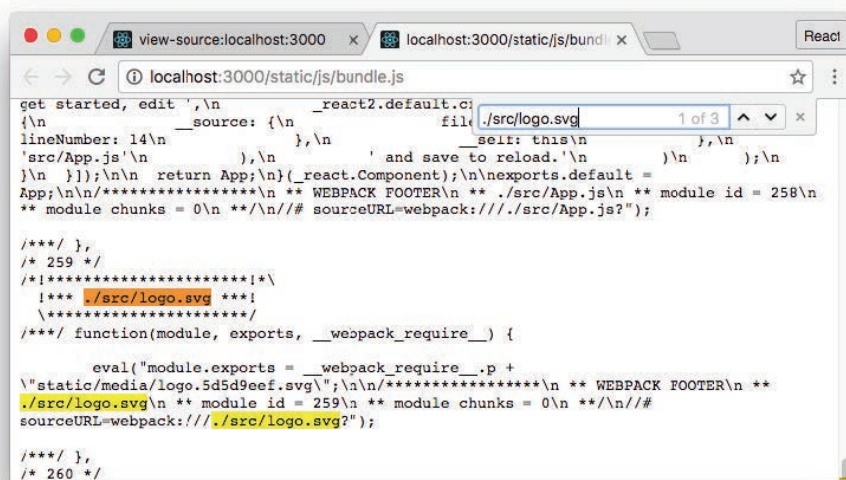 view-source:localhost:3000
localhost:3000/static/js/bundl
React
localhost:3000/static/js/bundle.js
./src/logo.svg 1 of 3
get started, edit ',\n _react2.default.cr
{\n __source: {\n file
lineNumber: 14\n },\n __self: this\n },\n
'src/App.js'\n ),\n ' and save to reload.'\n )\n );\n
}\n }]);\n\n return App;\n}(_react.Component);\n\nexports.default =
App;\n\n/*****************\n ** WEBPACK FOOTER\n ** ./src/App.js\n ** module id = 258\n
** module chunks = 0\n **/\n//# sourceURL=webpack:///./src/App.js?");
/***/ },
/* 259 */
/*!**********************!*\
!*** ./src/logo.svg ***!
\**********************/
/***/ function(module, exports, __webpack_require__) {
eval("module.exports = __webpack_require__.p +
\"static/media/logo.5d5d9eef.svg\";\n\n/*****************\n ** WEBPACK FOOTER\n **
./src/logo.svg\n ** module id = 259\n ** module chunks = 0\n **/\n//#
sourceURL=webpack:///./src/logo.svg?");
/***/ },
/* 260 */